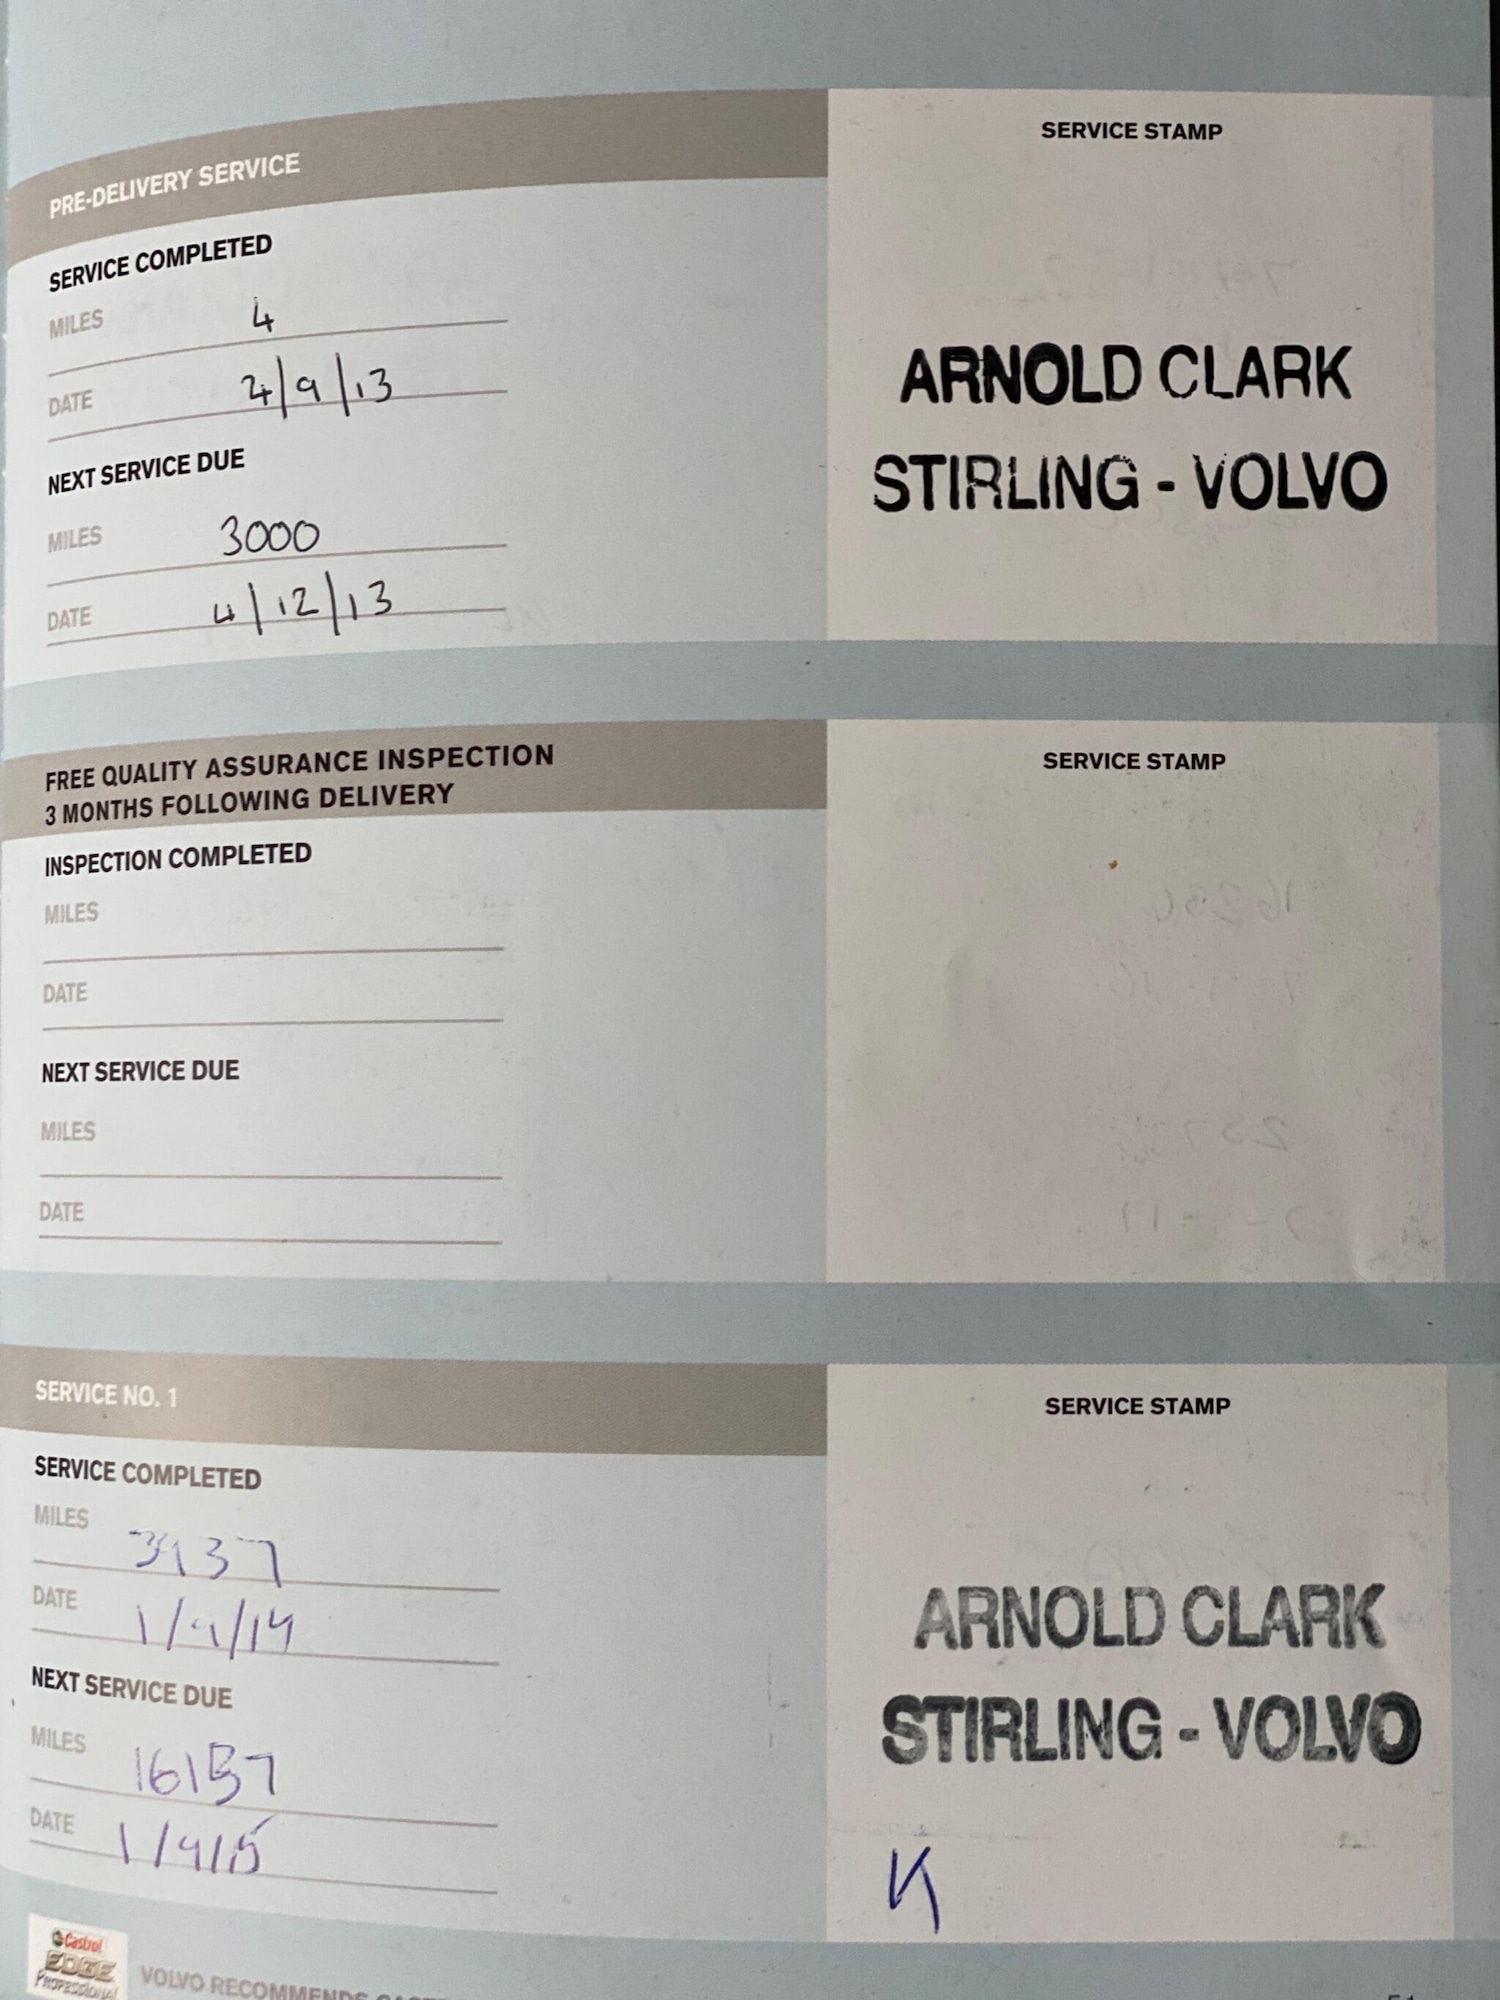 SERVICE STAMP
PRE-DELIVERY SERVICE
SERVICE COMPLETED
MILES 4
DATE 4/9/13
ARNOLD CLARK
STIRLING - VOLVO
NEXT SERVICE DUE
MILES 3000
DATE 4/12/13
FREE QUALITY ASSURANCE INSPECTION
3 MONTHS FOLLOWING DELIVERY
SERVICE STAMP
INSPECTION COMPLETED
MILES
DATE
NEXT SERVICE DUE
MILES
DATE
SERVICE NO. 1
SERVICE STAMP
SERVICE COMPLETED
MILES
DATE 1/9/14
ARNOLD CLARK
STIRLING - VOLVO
NEXT SERVICE DUE
MILES
DATE 1/9/15
Castrol
EDGE
PROFESSIONAL
VOLVO RECOMMENDS